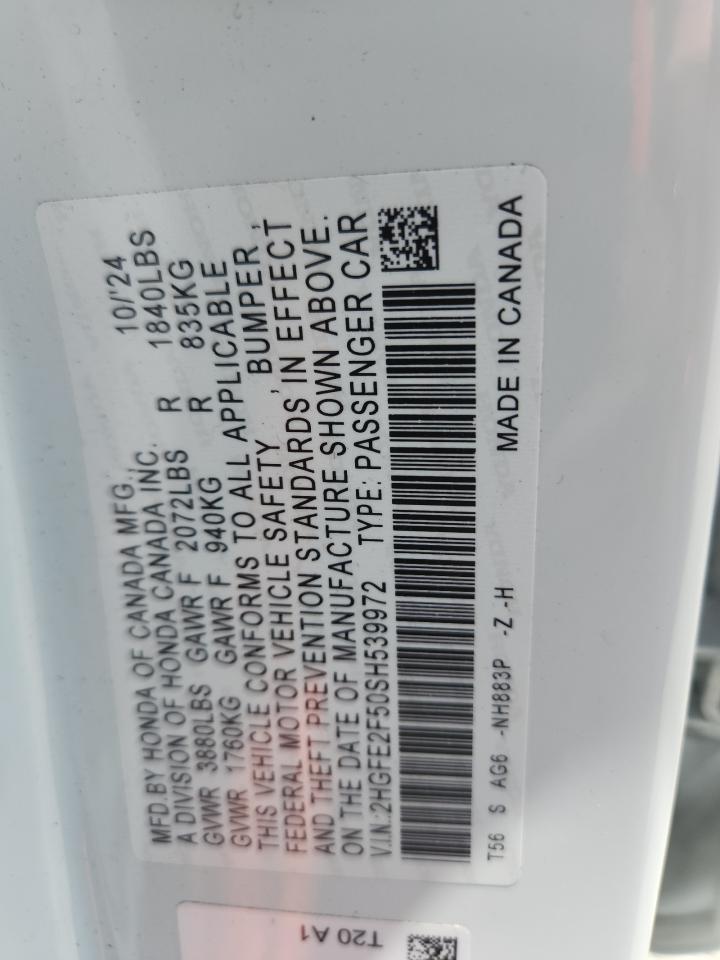 MFD.BY HONDA OF CANADA MFG., 10/'24
A DIVISION OF HONDA CANADA INC.
GVWR 3880LBS GAWR F 2072LBS R 1840LBS
GVWR 1760KG GAWR F 940KG R 835KG
THIS VEHICLE CONFORMS TO ALL APPLICABLE
FEDERAL MOTOR VEHICLE SAFETY, BUMPER,
AND THEFT PREVENTION STANDARDS IN EFFECT
ON THE DATE OF MANUFACTURE SHOWN ABOVE.
V.I.N.:2HGFE2F50SH539972 TYPE: PASSENGER CAR
T56 S AG6 -NH883P -Z -H MADE IN CANADA
T20 A1